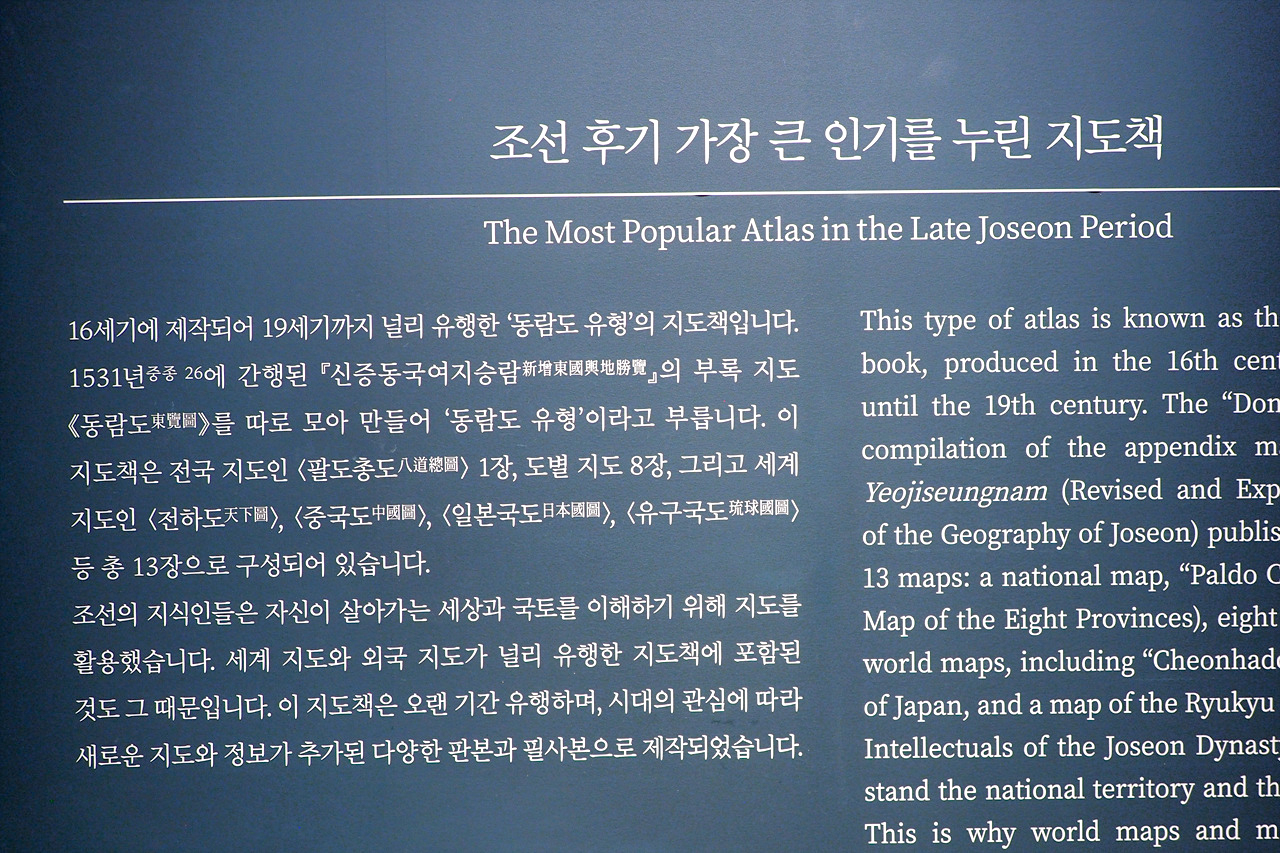 조선 후기 가장 큰 인기를 누린 지도책
The Most Popular Atlas in the Late Joseon Period
16세기에 제작되어 19세기까지 널리 유행한 ‘동람도 유형’의 지도책입니다.
1531년중종 26에 간행된 『신증동국여지승람新增東國輿地勝覽』의 부록 지도
《동람도東覽圖》를 따로 모아 만들어 ‘동람도 유형’이라고 부릅니다. 이
지도책은 전국 지도인 〈팔도총도八道總圖〉 1장, 도별 지도 8장, 그리고 세계
지도인 〈천하도天下圖〉, 〈중국도中國圖〉, 〈일본국도日本國圖〉, 〈유구국도琉球國圖〉
등 총 13장으로 구성되어 있습니다.
조선의 지식인들은 자신이 살아가는 세상과 국토를 이해하기 위해 지도를
활용했습니다. 세계 지도와 외국 지도가 널리 유행한 지도책에 포함된
것도 그 때문입니다. 이 지도책은 오랜 기간 유행하며, 시대의 관심에 따라
새로운 지도와 정보가 추가된 다양한 판본과 필사본으로 제작되었습니다.
This type of atlas is known as
book, produced in the 16th
until the 19th century. The
compilation of the appendix
Yeojiseungnam (Revised and
of the Geography of Joseon)
13 maps: a national map, “Paldo
Map of the Eight Provinces), eight
world maps, including
of Japan, and a map of the Ryukyu
Intellectuals of the Joseon
stand the national territory and
This is why world maps and